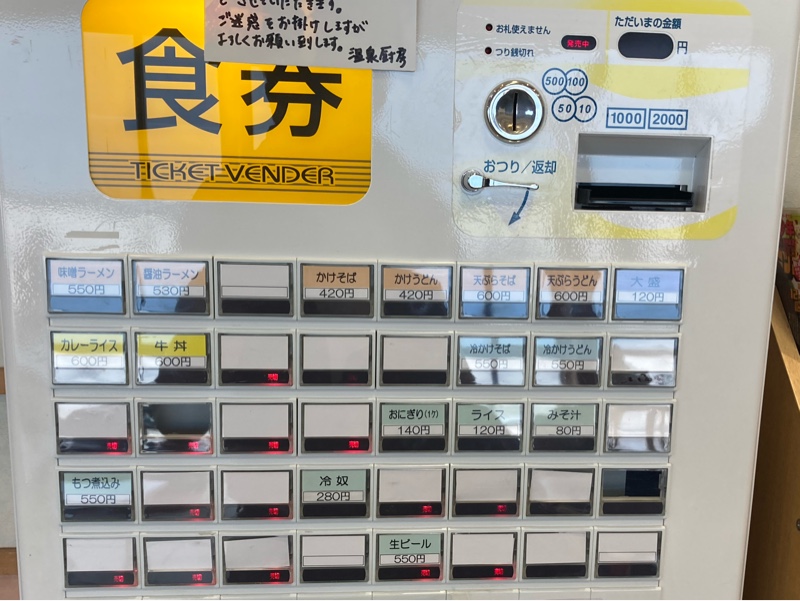 ご迷惑をお掛けしますが
よろしくお願い致します。
温泉厨房
食券
TICKET VENDER
お札使えません
つり銭切れ
発売中
ただいまの金額
円
500 100
50 10
1000 2000
おつり/返却
味噌ラーメン 醤油ラーメン かけそば かけうどん 天ぷらそば 天ぷらうどん 大盛
550円 530円 420円 420円 600円 600円 120円
カレーライス 牛丼 冷かけそば 冷かけうどん
600円 600円 550円 550円
おにぎり(1ケ) ライス みそ汁
140円 120円 80円
もつ煮込み 冷奴
550円 280円
生ビール
550円